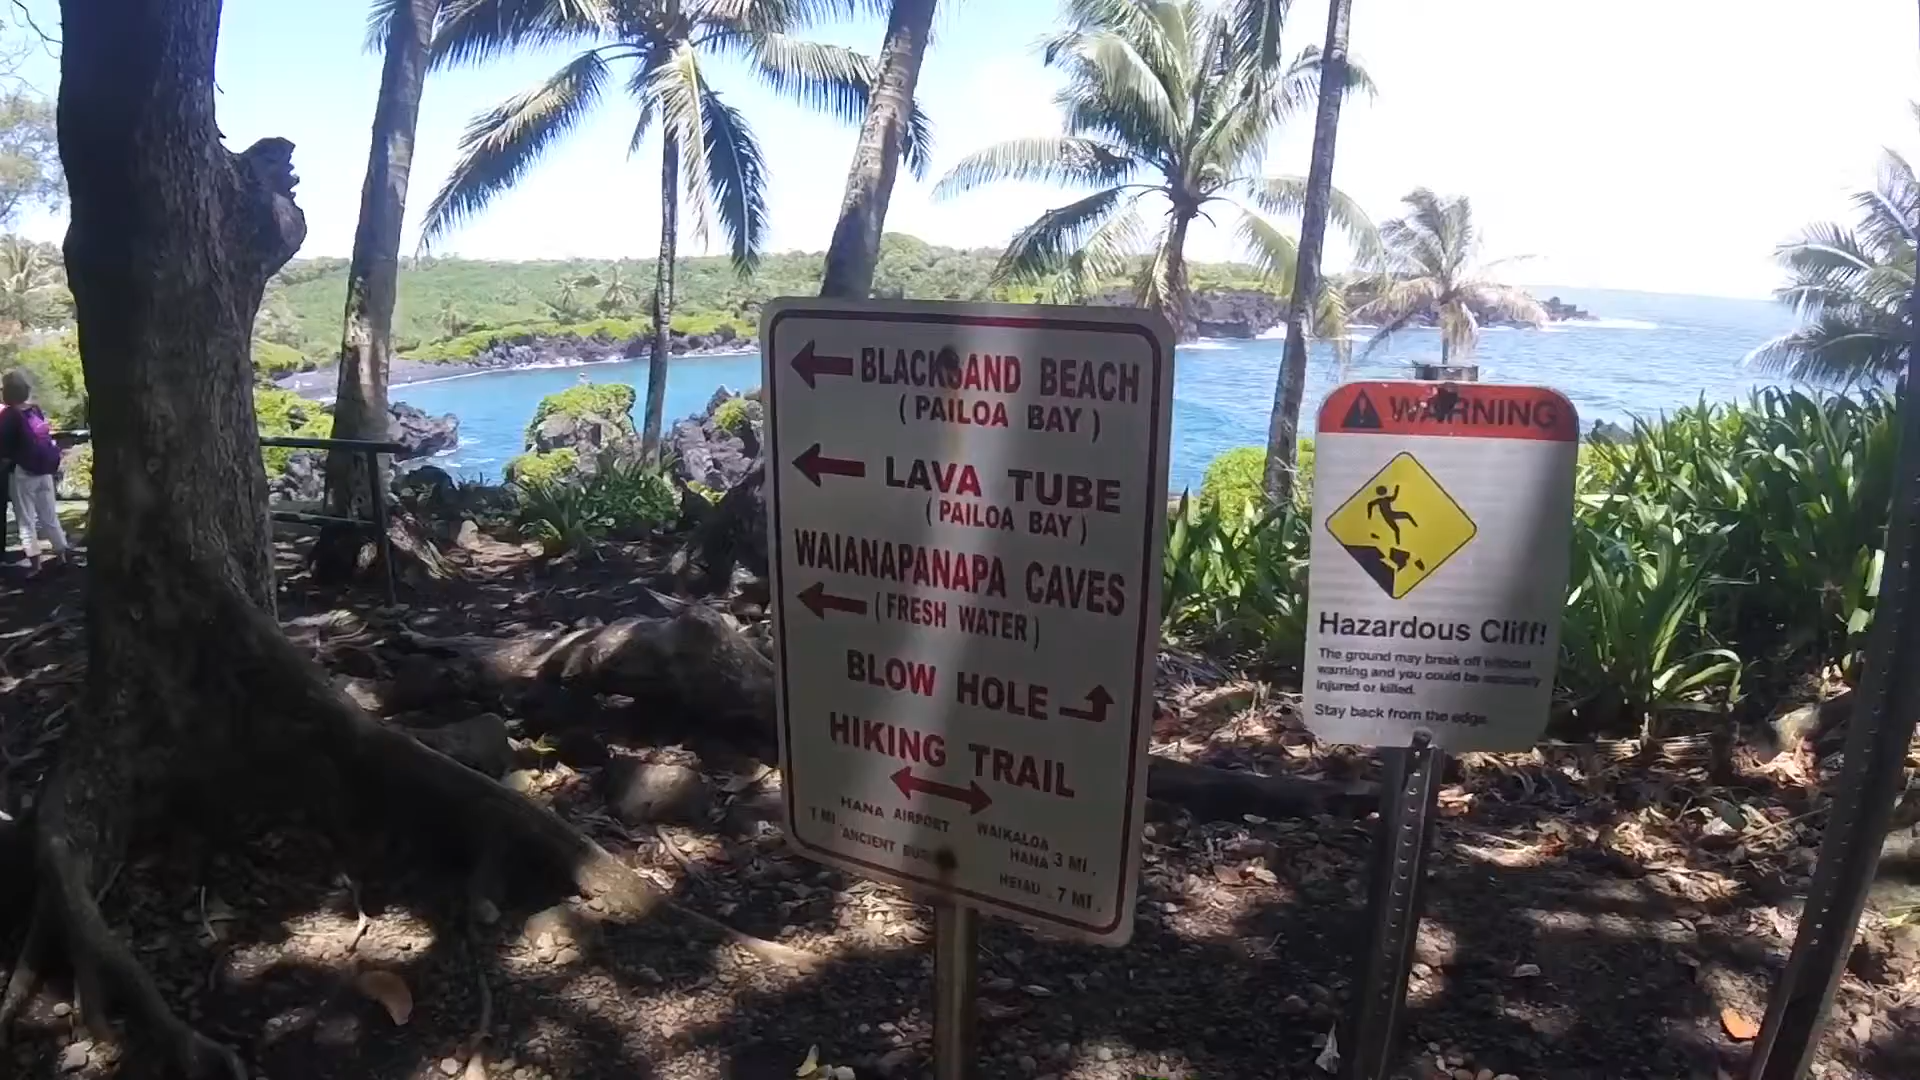 BLACKSAND BEACH
( PAILOA BAY )
LAVA TUBE
( PAILOA BAY )
WAIANAPANAPA CAVES
( FRESH WATER )
BLOW HOLE
HIKING TRAIL
HANA AIRPORT
1 MI
ANCIENT
WAIKALOA
HANA 3 MI.
HEIAU - .7 MI.
WARNING
Hazardous Cliff!
The ground may break off without
warning and you could be seriously
injured or killed.
Stay back from the edge.